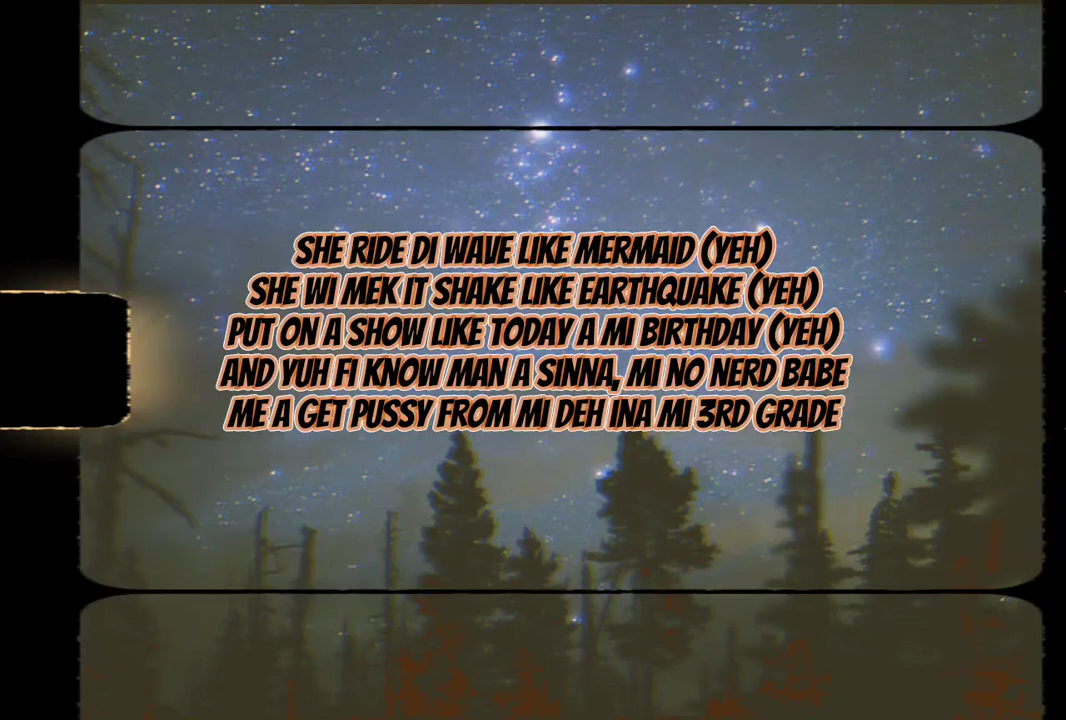 SHE RIDE DI WAVE LIKE MERMAID (YEH)
SHE WI MEK IT SHAKE LIKE EARTHQUAKE (YEH)
PUT ON A SHOW LIKE TODAY A MI BIRTHDAY (YEH)
AND YUH FI KNOW MAN A SINNA, MI NO NERD BABE
ME A GET PUSSY FROM MI DEH INA MI 3RD GRADE